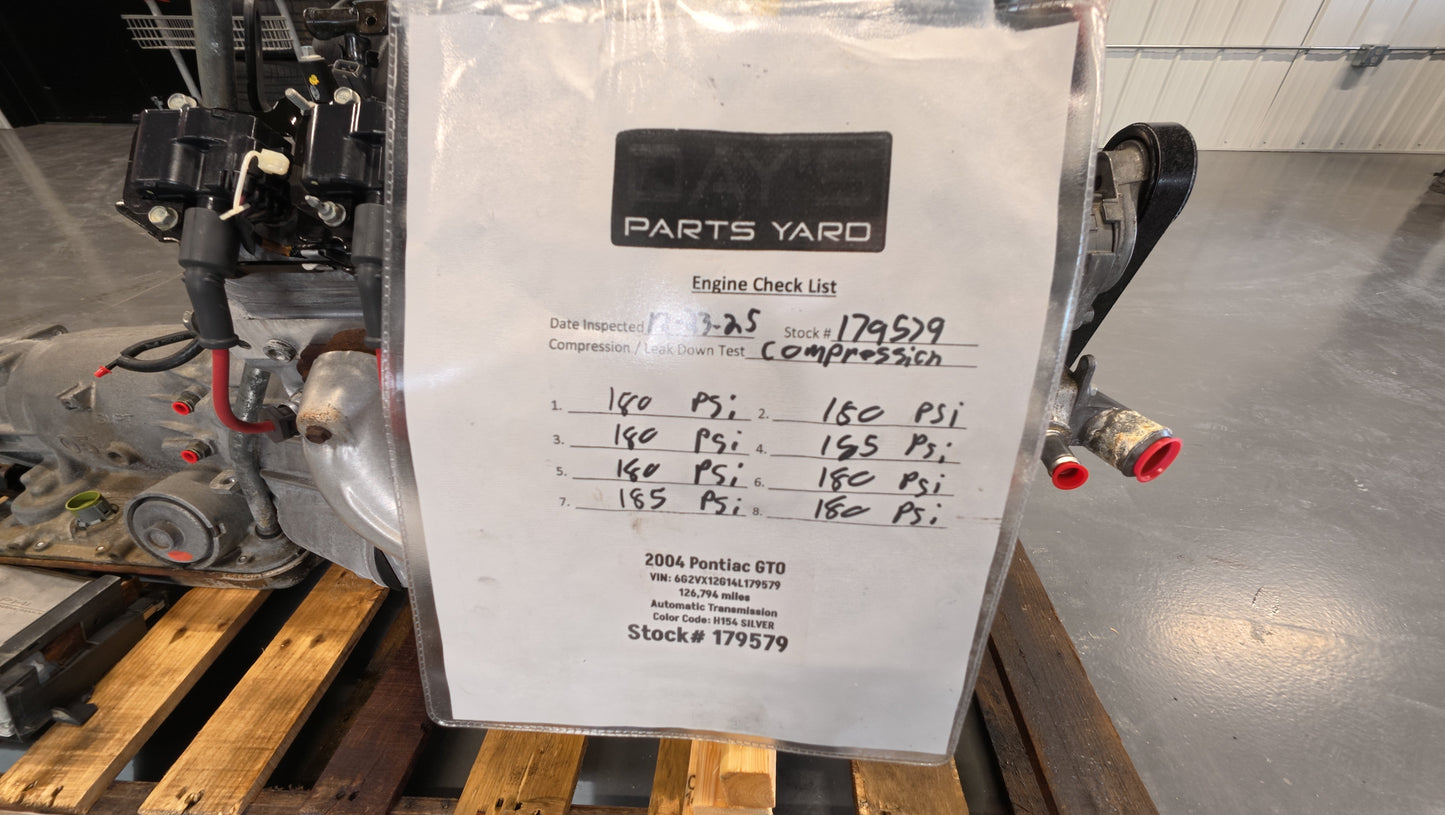 DAY'S
PARTS YARD
Engine Check List
Date Inspected 12-23-25 Stock # 179579
Compression / Leak Down Test Compression
1. 180 Psi 2. 180 PSi
3. 180 Psi 4. 185 Psi
5. 180 Psi 6. 180 Psi
7. 185 Psi 8. 180 Psi
2004 Pontiac GTO
VIN: 6G2VX12G14L179579
126,794 miles
Automatic Transmission
Color Code: H154 SILVER
Stock# 179579